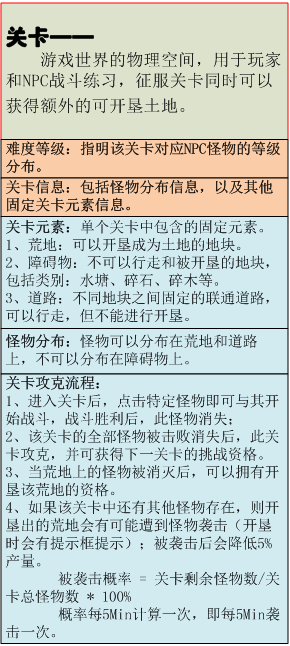 关卡——
游戏世界的物理空间，用于玩家
和NPC战斗练习，征服关卡同时可以
获得额外的可开垦土地。
难度等级：指明该关卡对应NPC怪物的等级
分布。
关卡信息：包括怪物分布信息，以及其他
固定关卡元素信息。
关卡元素：单个关卡中包含的固定元素。
1、荒地：可以开垦成为土地的地块。
2、障碍物：不可以行走和被开垦的地块，
包括类别：水塘、碎石、碎木等。
3、道路：不同地块之间固定的联通道路，
可以行走，但不能进行开垦。
怪物分布：怪物可以分布在荒地和道路
上，不可以分布在障碍物上。
关卡攻克流程：
1、进入关卡后，点击特定怪物即可与其开
始战斗，战斗胜利后，此怪物消失；
2、该关卡的全部怪物被击败消失后，此关
卡攻克，并可获得下一关卡的挑战资格。
3、当荒地上的怪物被消灭后，可以拥有开
垦该荒地的资格。
4、如果该关卡中还有其他怪物存在，则开
垦出的荒地会有可能遭到怪物袭击（开垦
时会有提示框提示）；被袭击后会降低5%
产量。
被袭击概率 = 关卡剩余怪物数/关
卡总怪物数 * 100%
概率每5Min计算一次，即每5Min袭
击一次。